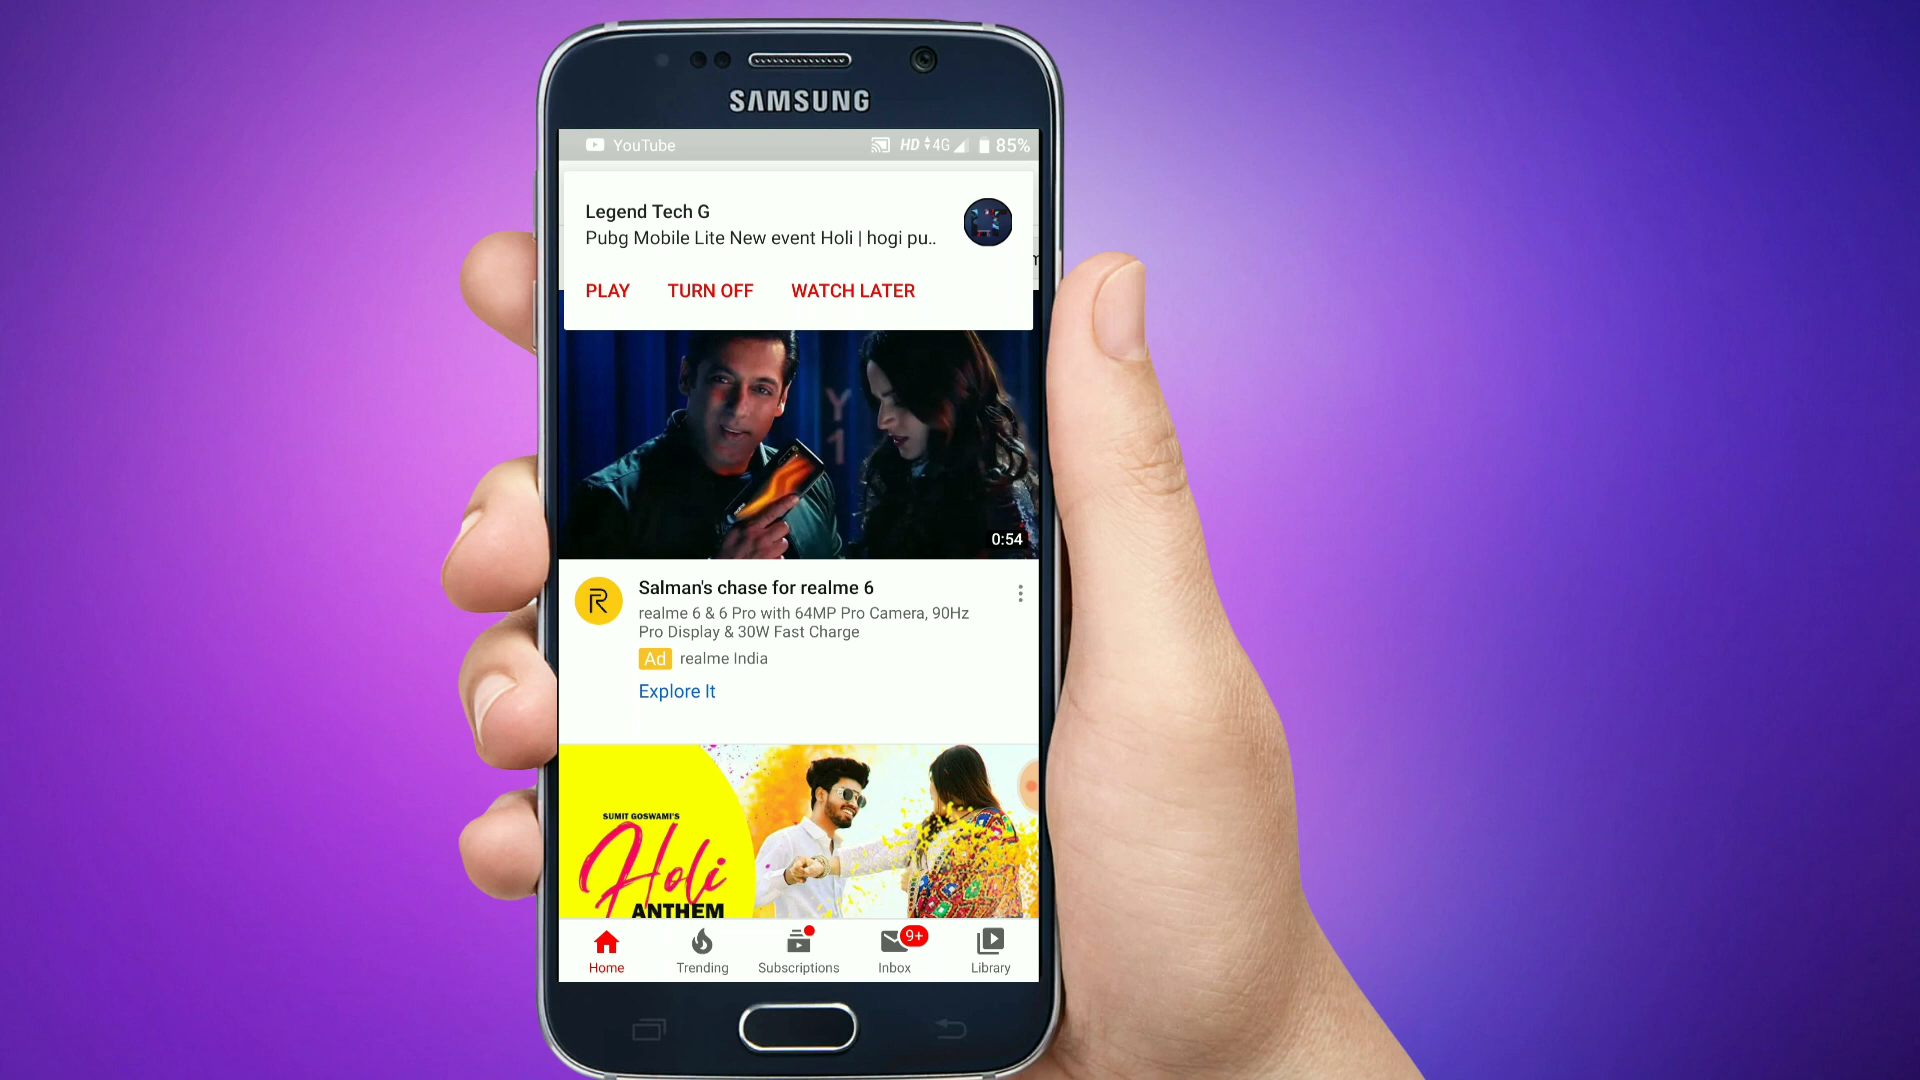 SAMSUNG
YouTube
HD 4G 85%
Legend Tech G
Pubg Mobile Lite New event Holi | hogi pu..
PLAY TURN OFF WATCH LATER
Y
1
0:54
Salman's chase for realme 6
realme 6 & 6 Pro with 64MP Pro Camera, 90Hz
Pro Display & 30W Fast Charge
Ad realme India
Explore It
SUMIT GOSWAMI'S
Holi
ANTHEM
9+
Home Trending Subscriptions Inbox Library